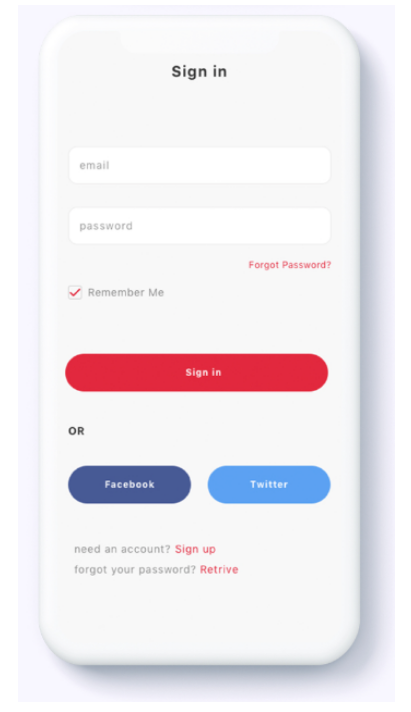 Sign in
email
password
Forgot Password?
Remember Me
Sign in
OR
Facebook
Twitter
need an account? Sign up
forgot your password? Retrive